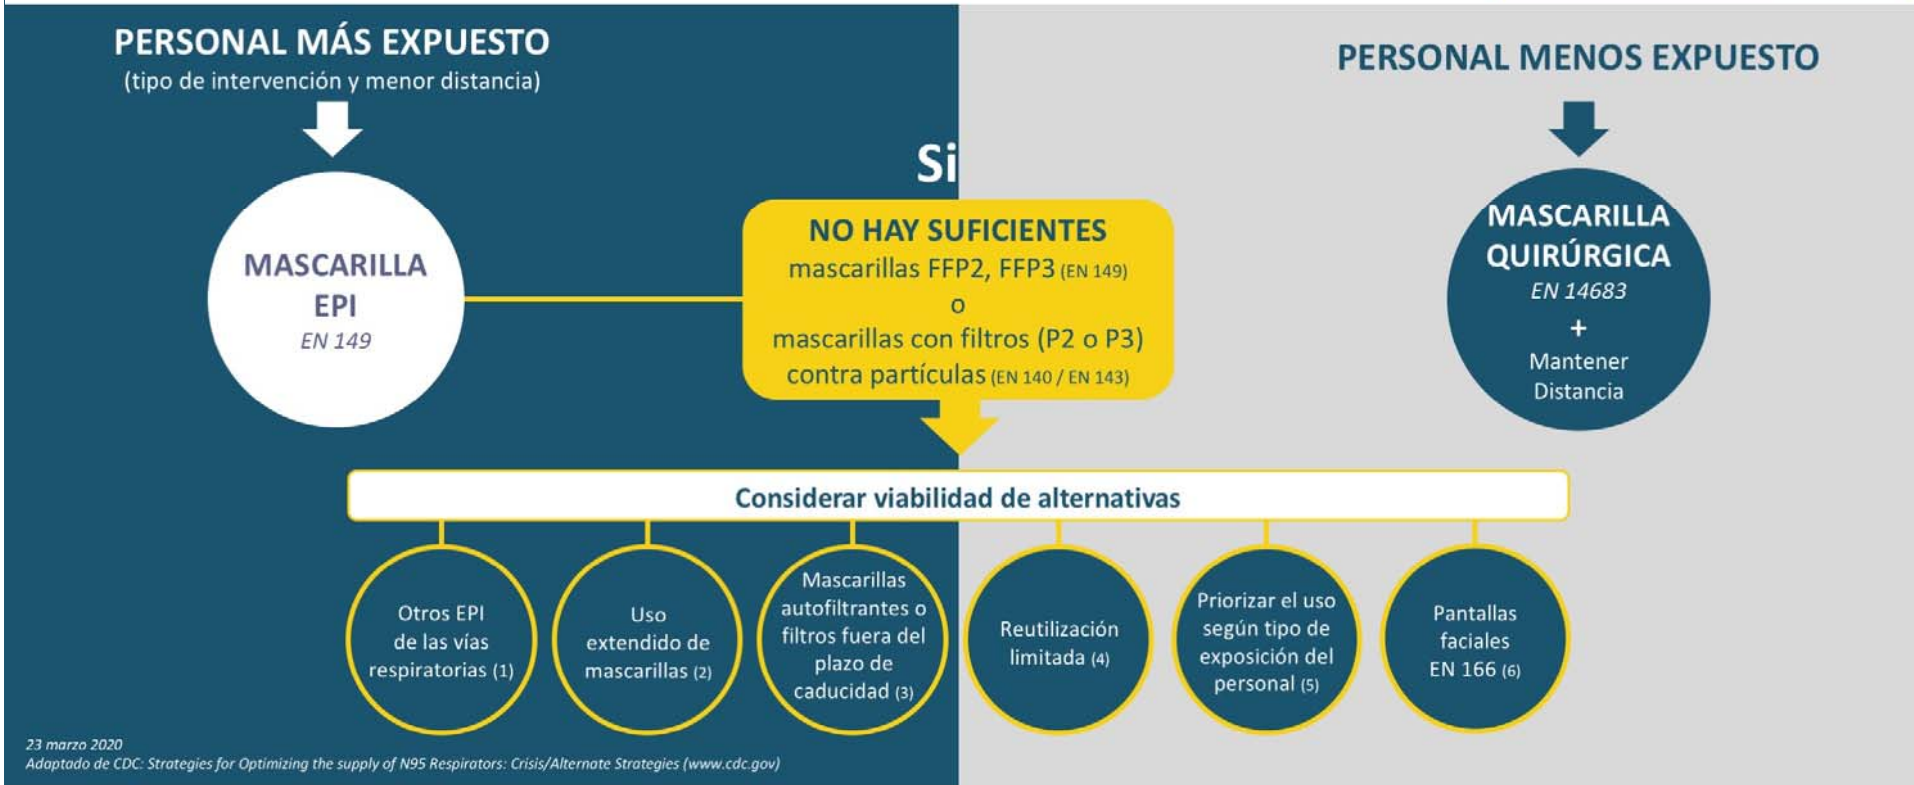 PERSONAL MÁS EXPUESTO
(tipo de intervención y menor distancia)
MASCARILLA
EPI
EN 149
Si
NO HAY SUFICIENTES
mascarillas FFP2, FFP3 (EN 149)
o
mascarillas con filtros (P2 o P3)
contra partículas (EN 140 / EN 143)
PERSONAL MENOS EXPUESTO
MASCARILLA
QUIRÚRGICA
EN 14683
+
Mantener
Distancia
Considerar viabilidad de alternativas
Otros EPI
de las vías
respiratorias (1)
Uso
extendido de
mascarillas (2)
Mascarillas
autofiltrantes o
filtros fuera del
plazo de
caducidad (3)
Reutilización
limitada (4)
Priorizar el uso
según tipo de
exposición del
personal (5)
Pantallas
faciales
EN 166 (6)
23 marzo 2020
Adaptado de CDC: Strategies for Optimizing the supply of N95 Respirators: Crisis/Alternate Strategies (www.cdc.gov)